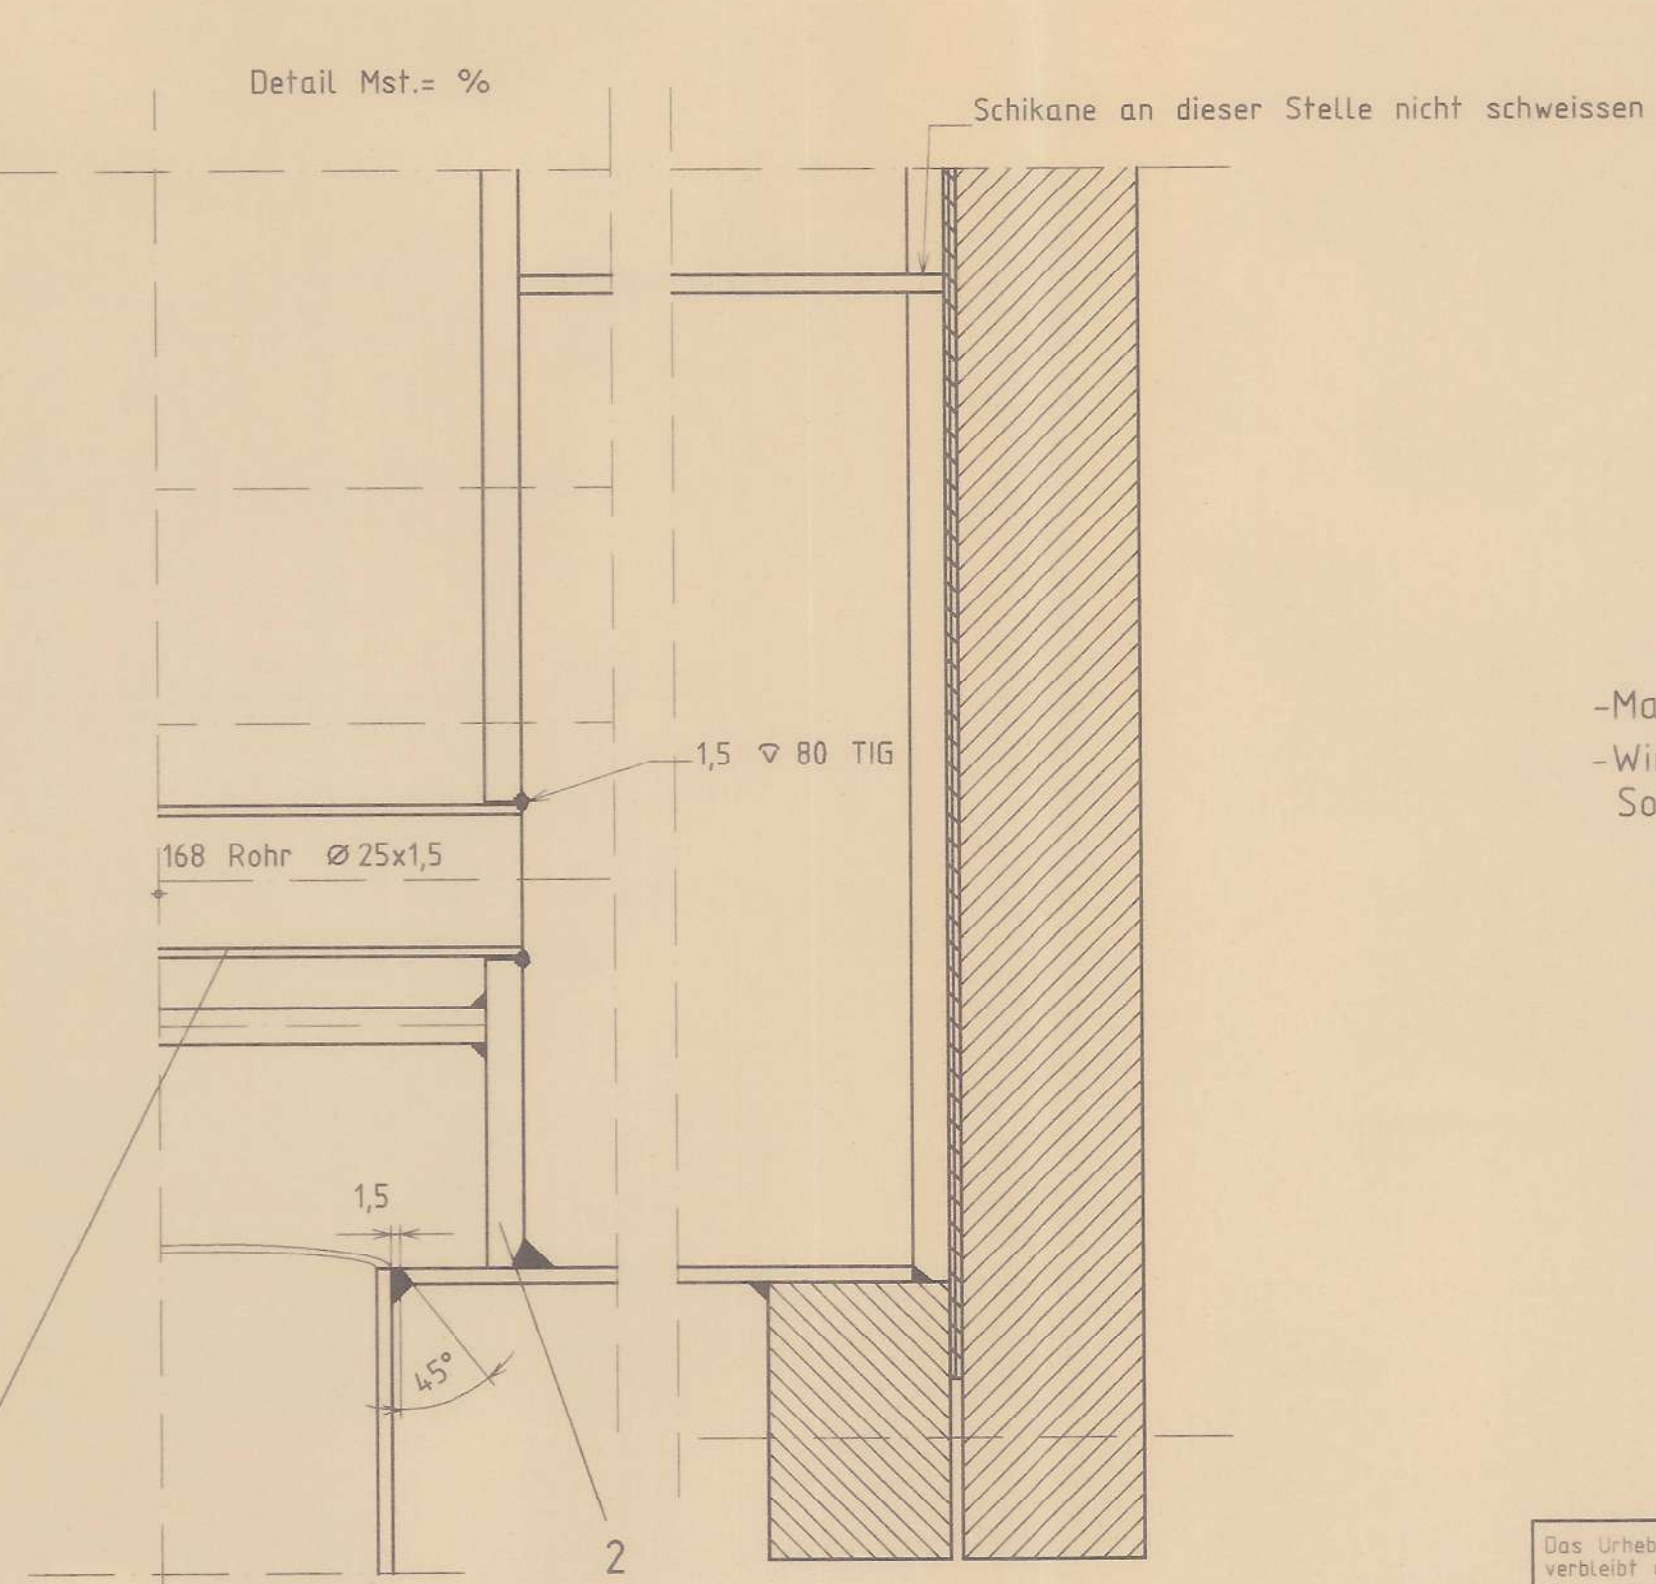 Detail Mst.= %
Schikane an dieser Stelle nicht schweissen
1,5 ▽ 80 TIG
168 Rohr Ø 25x1,5
1,5
45°
2
-Ma
-Wi
So
Das Urheb
verbleibt